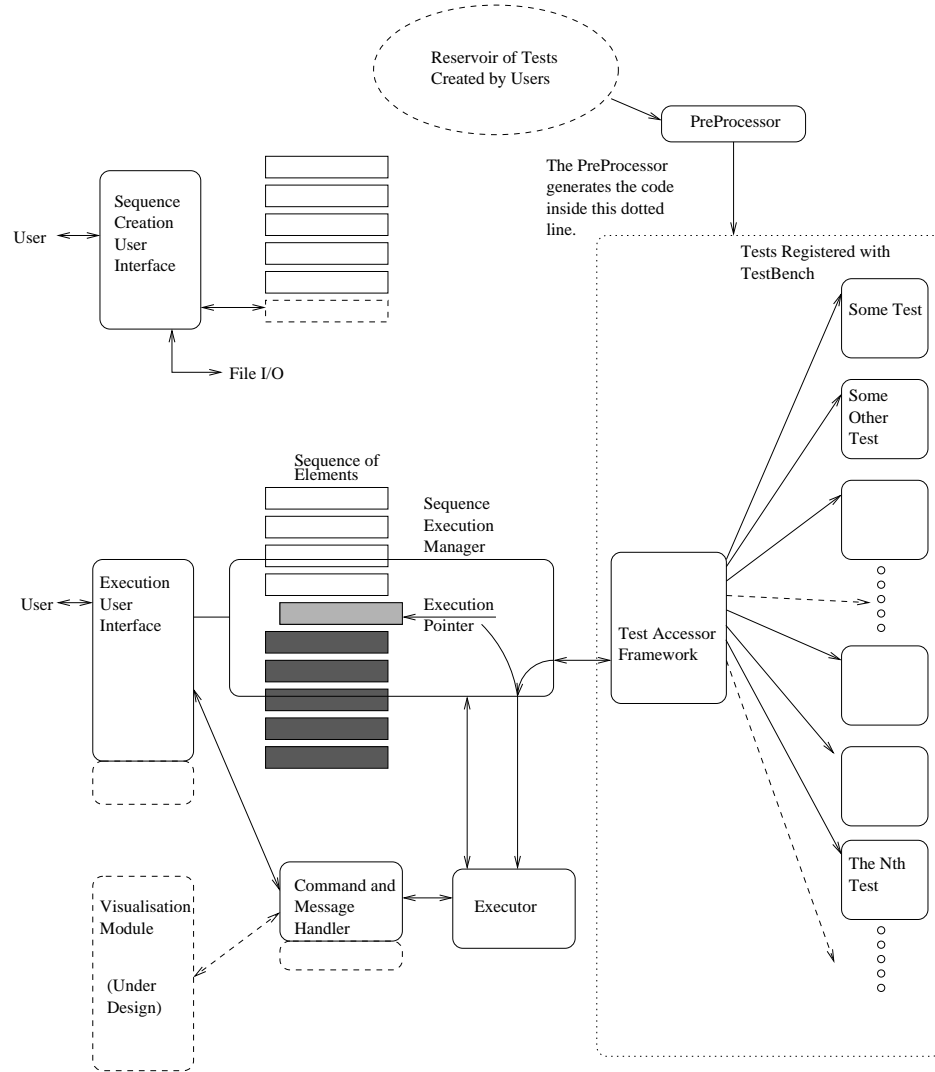 Reservoir of Tests
Created by Users
PreProcessor
The PreProcessor
generates the code
inside this dotted
line.
Sequence
Creation
User
Interface
User
File I/O
Tests Registered with
TestBench
Some Test
Some
Other
Test
Sequence of
Elements
Sequence
Execution
Manager
Execution
User
Interface
User
Execution
Pointer
Test Accessor
Framework
The Nth
Test
Command and
Message
Handler
Executor
Visualisation
Module
(Under
Design)